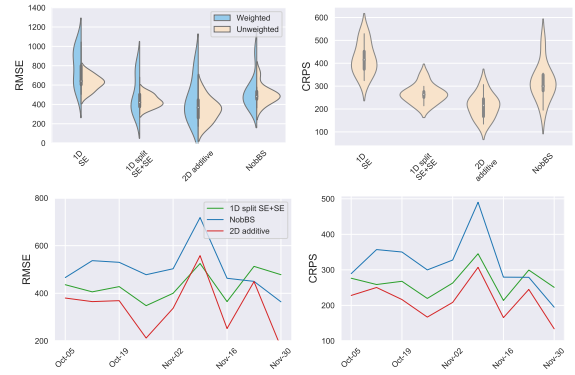 1400
1200
1000
800
600
400
200
0
RMSE
Weighted
Unweighted
1D
SE
1D split
SE+SE
2D additive
NobBS
600
500
400
300
200
100
CRPS
1D
SE
1D split
SE+SE
2D additive
NobBS
800
600
400
200
RMSE
1D split SE+SE
NobBS
2D additive
Oct-05
Oct-19
Nov-02
Nov-16
Nov-30
500
400
300
200
100
CRPS
Oct-05
Oct-19
Nov-02
Nov-16
Nov-30